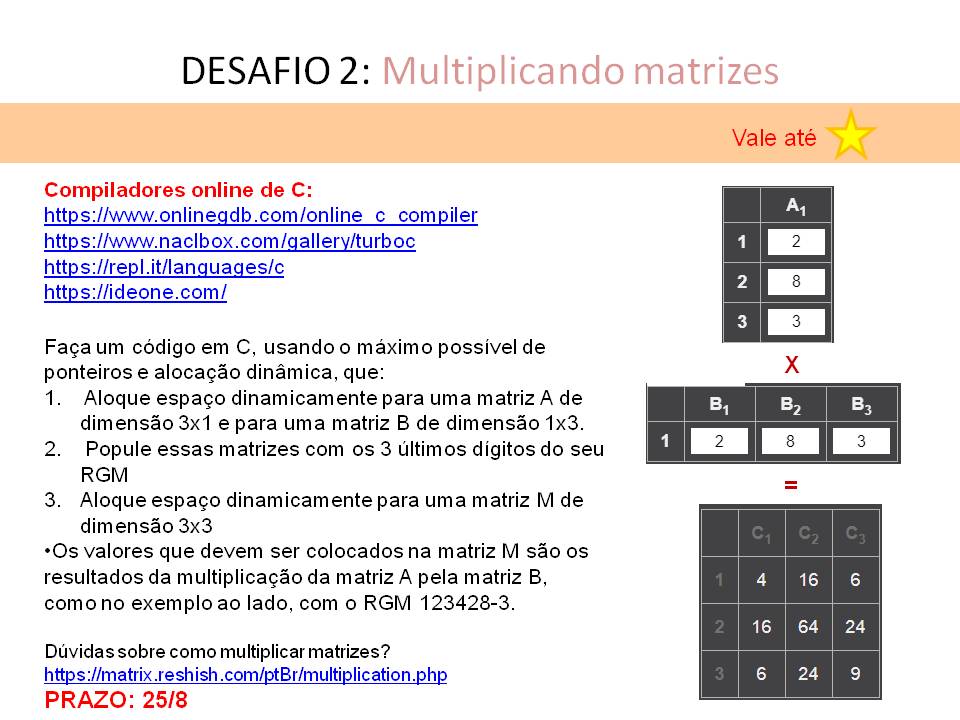 DESAFIO 2: Multiplicando matrizes
Vale até
Compiladores online de C:
https://www.onlinegdb.com/online_c_compiler
https://www.naclbox.com/gallery/turboc
https://repl.it/languages/c
https://ideone.com/
Faça um código em C, usando o máximo possível de
ponteiros e alocação dinâmica, que:
1. Aloque espaço dinamicamente para uma matriz A de
dimensão 3x1 e para uma matriz B de dimensão 1x3.
2. Popule essas matrizes com os 3 últimos dígitos do seu
RGM
3. Aloque espaço dinamicamente para uma matriz M de
dimensão 3x3
•Os valores que devem ser colocados na matriz M são os
resultados da multiplicação da matriz A pela matriz B,
como no exemplo ao lado, com o RGM 123428-3.
Dúvidas sobre como multiplicar matrizes?
https://matrix.reshish.com/ptBr/multiplication.php
PRAZO: 25/8
A1
1 2
2 8
3 3
X
B1 B2 B3
1 2 8 3
=
C1 C2 C3
1 4 16 6
2 16 64 24
3 6 24 9